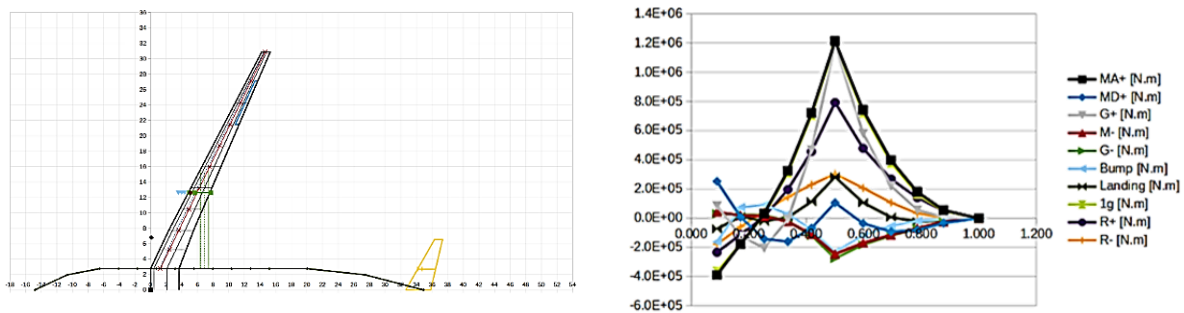 36
34
32
30
28
26
24
22
20
18
16
14
12
10
8
6
4
2
0
-18 -16 -14 -12 -10 -8 -6 -4 -2 0 2 4 6 8 10 12 14 16 18 20 22 24 26 28 30 32 34 36 38 40 42 44 46 48 50 52 54
1.4E+06
1.2E+06
1.0E+06
8.0E+05
6.0E+05
4.0E+05
2.0E+05
0.0E+00
-2.0E+05
-4.0E+05
-6.0E+05
0.000 0.200 0.400 0.600 0.800 1.000 1.200
MA+ [N.m]
MD+ [N.m]
G+ [N.m]
M- [N.m]
G- [N.m]
Bump [N.m]
Landing [N.m]
1g [N.m]
R+ [N.m]
R- [N.m]